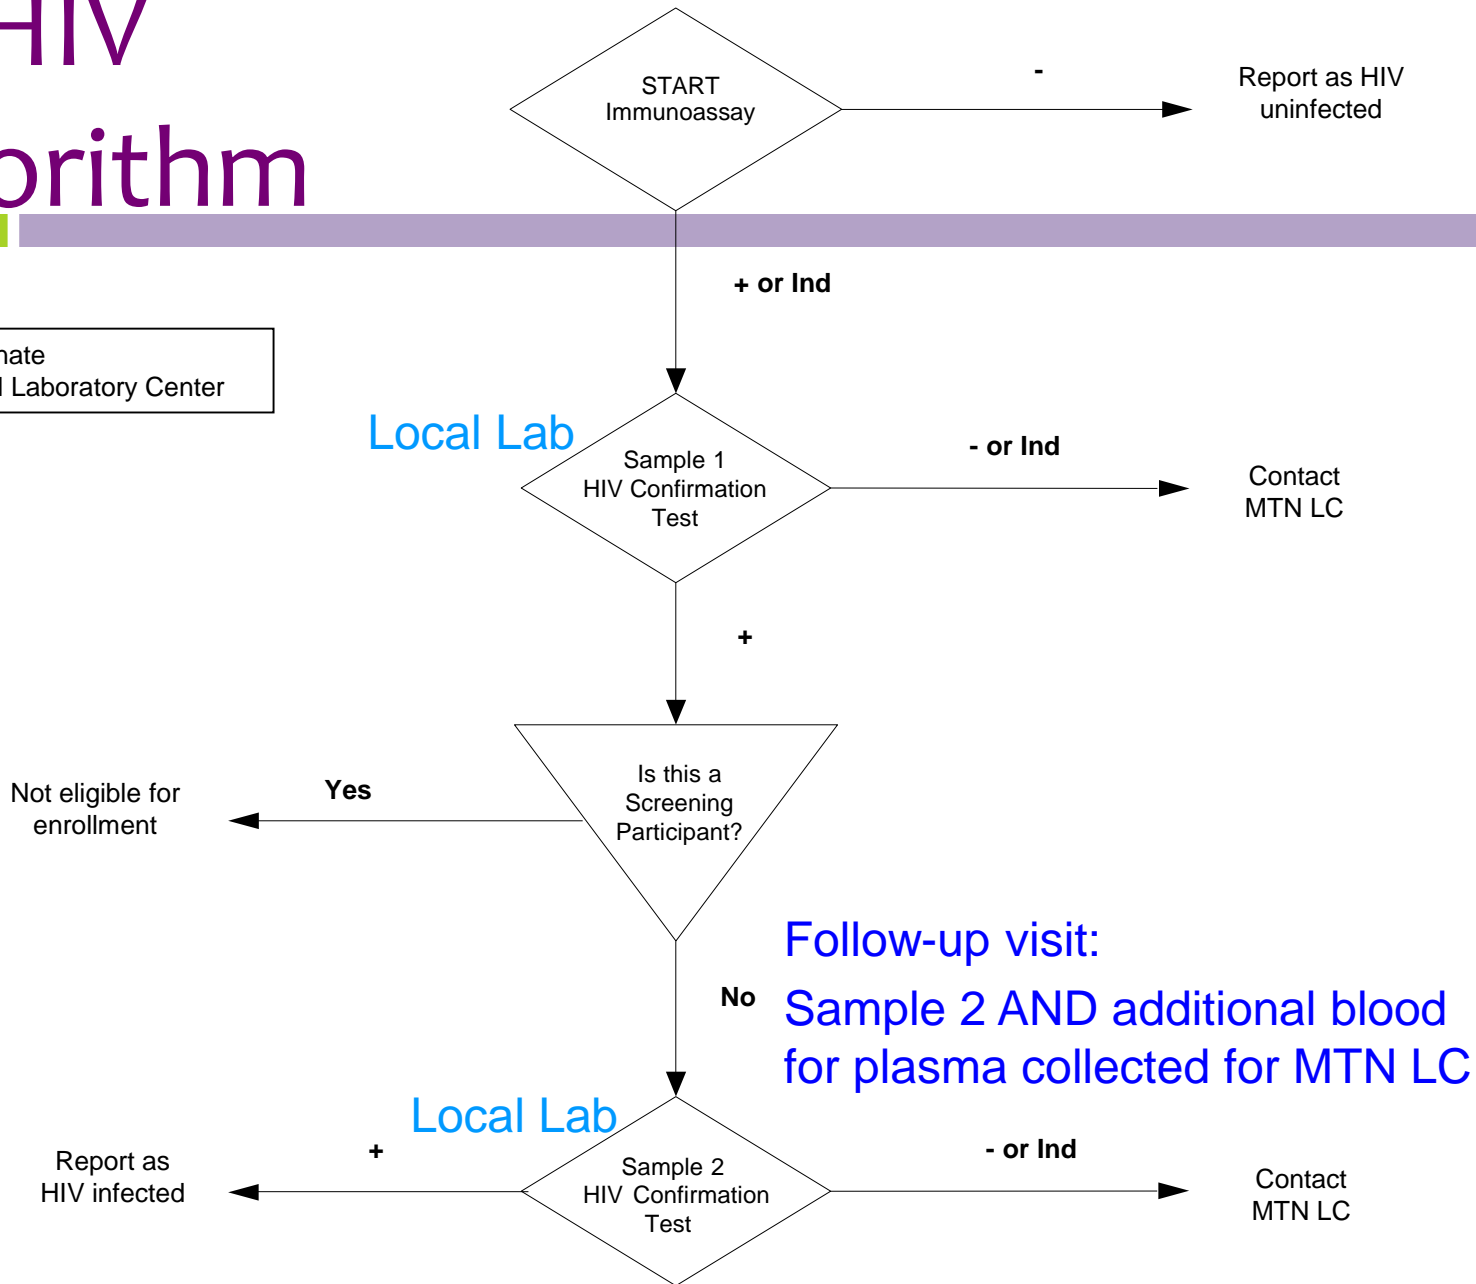 HIV
orithm
START
Immunoassay
-
Report as HIV
uninfected
+ or Ind
nate
Laboratory Center
Local Lab
Sample 1
HIV Confirmation
Test
- or Ind
Contact
MTN LC
+
Is this a
Screening
Participant?
Yes
Not eligible for
enrollment
Follow-up visit:
No
Sample 2 AND additional blood
for plasma collected for MTN LC
Local Lab
Sample 2
HIV Confirmation
Test
+
Report as
HIV infected
- or Ind
Contact
MTN LC